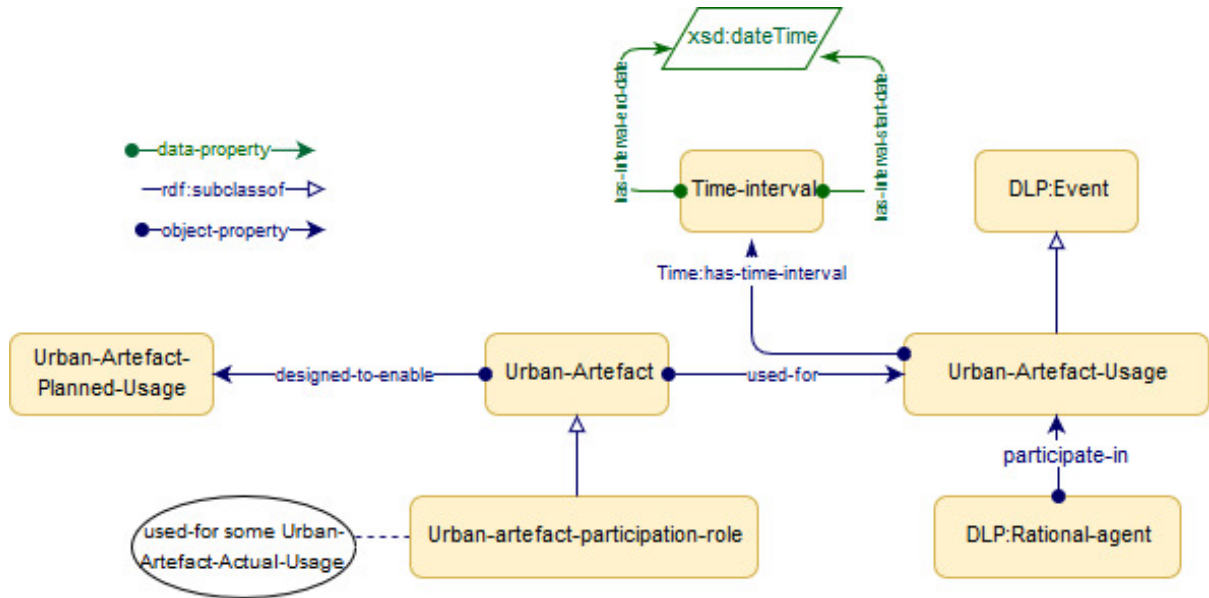 xsd:dateTime
has-interval-end-date
has-interval-start-date
data-property
rdf:subclassof
object-property
Time-interval
DLP:Event
Time:has-time-interval
Urban-Artefact-
Planned-Usage
designed-to-enable
Urban-Artefact
used-for
Urban-Artefact-Usage
participate-in
used-for some Urban-
Artefact-Actual-Usage
Urban-artefact-participation-role
DLP:Rational-agent